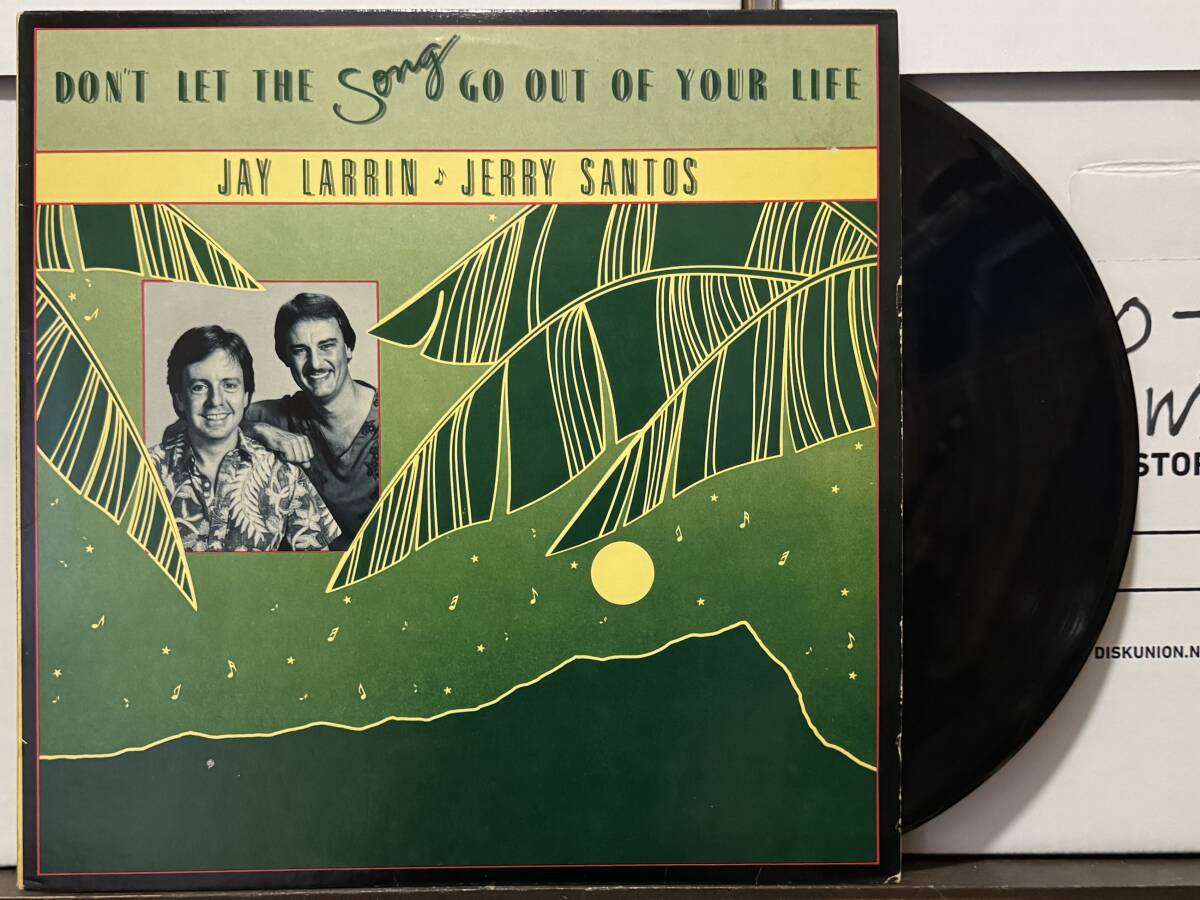 DON'T LET THE Song GO OUT OF YOUR LIFE
JAY LARRIN ♪ JERRY SANTOS
DISKUNION.N